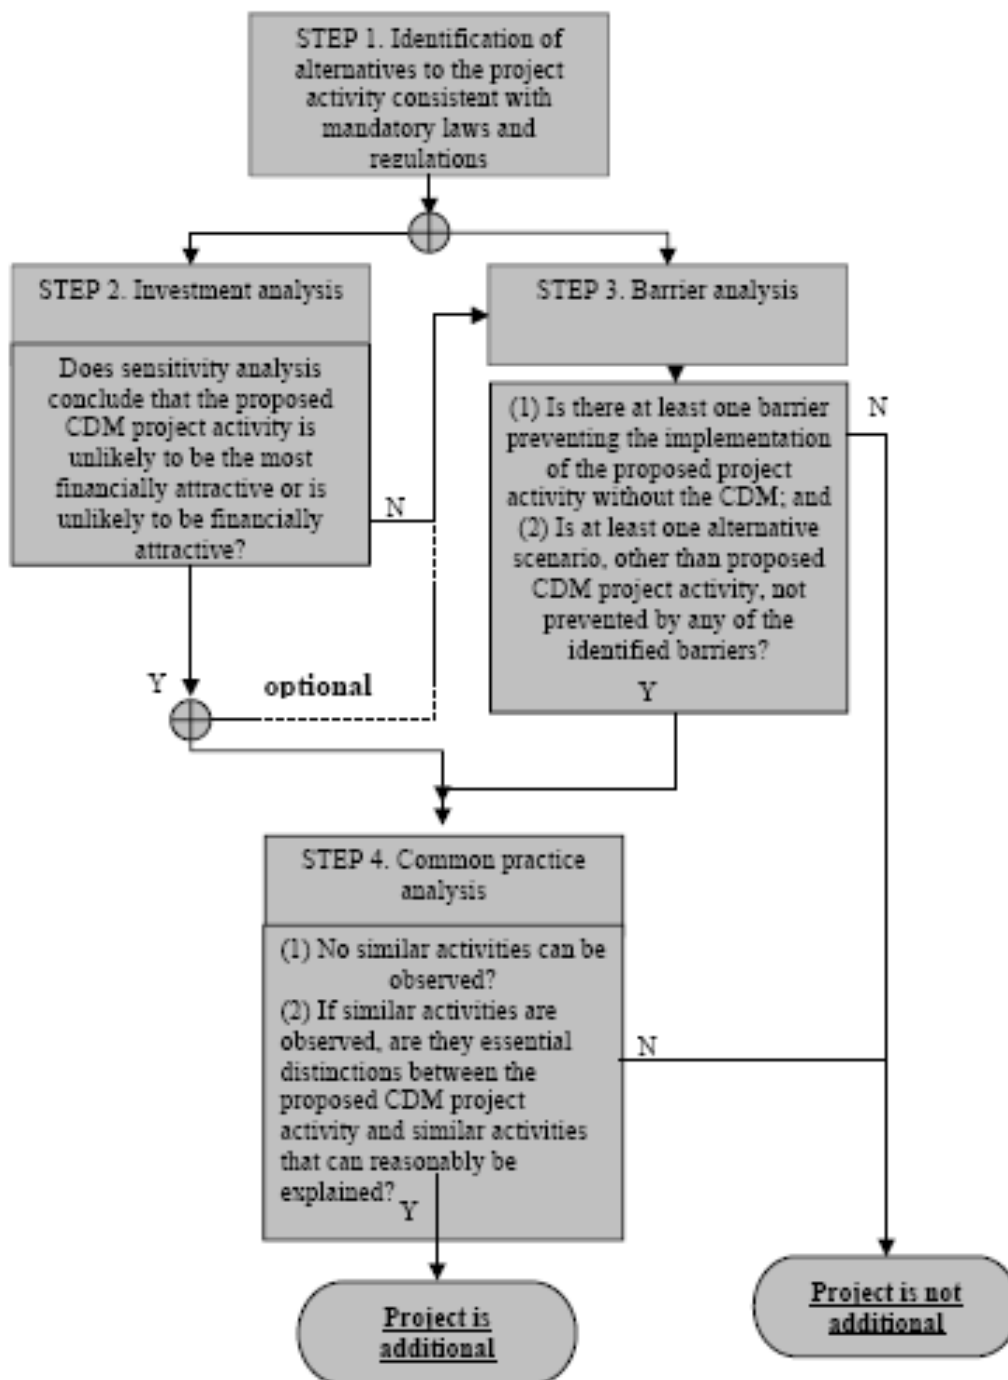 STEP 1. Identification of
alternatives to the project
activity consistent with
mandatory laws and
regulations
STEP 2. Investment analysis
Does sensitivity analysis
conclude that the proposed
CDM project activity is
unlikely to be the most
financially attractive or is
unlikely to be financially
attractive?
N
Y
optional
STEP 3. Barrier analysis
(1) Is there at least one barrier
preventing the implementation
of the proposed project
activity without the CDM; and
(2) Is at least one alternative
scenario, other than proposed
CDM project activity, not
prevented by any of the
identified barriers?
Y
N
STEP 4. Common practice
analysis
(1) No similar activities can be
observed?
(2) If similar activities are
observed, are they essential
distinctions between the
proposed CDM project
activity and similar activities
that can reasonably be
explained?
Y
N
Project is
additional
Project is not
additional